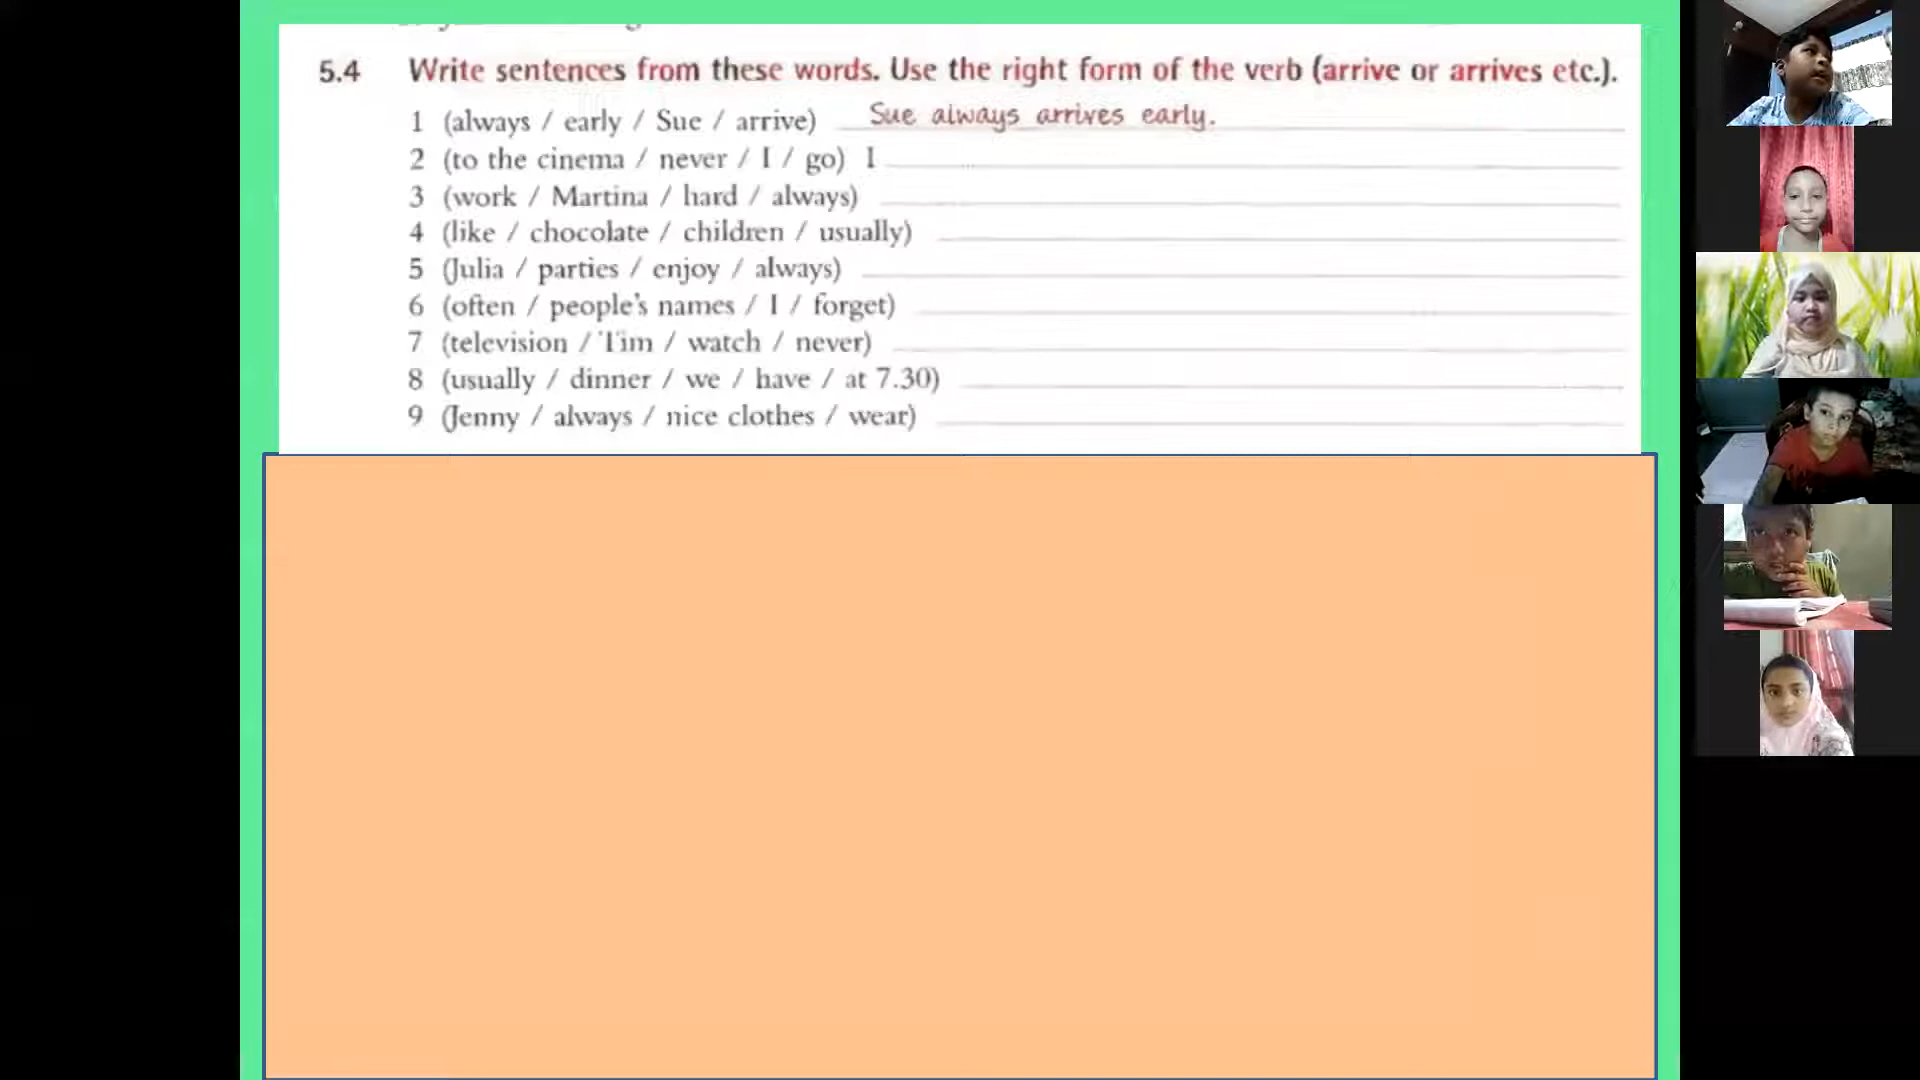 5.4 Write sentences from these words. Use the right form of the verb (arrive or arrives etc.).
1 (always / early / Sue / arrive) Sue always arrives early.
2 (to the cinema / never / I / go) I
3 (work / Martina / hard / always)
4 (like / chocolate / children / usually)
5 (Julia / parties / enjoy / always)
6 (often / people's names / I / forget)
7 (television / Tim / watch / never)
8 (usually / dinner / we / have / at 7.30)
9 (Jenny / always / nice clothes / wear)